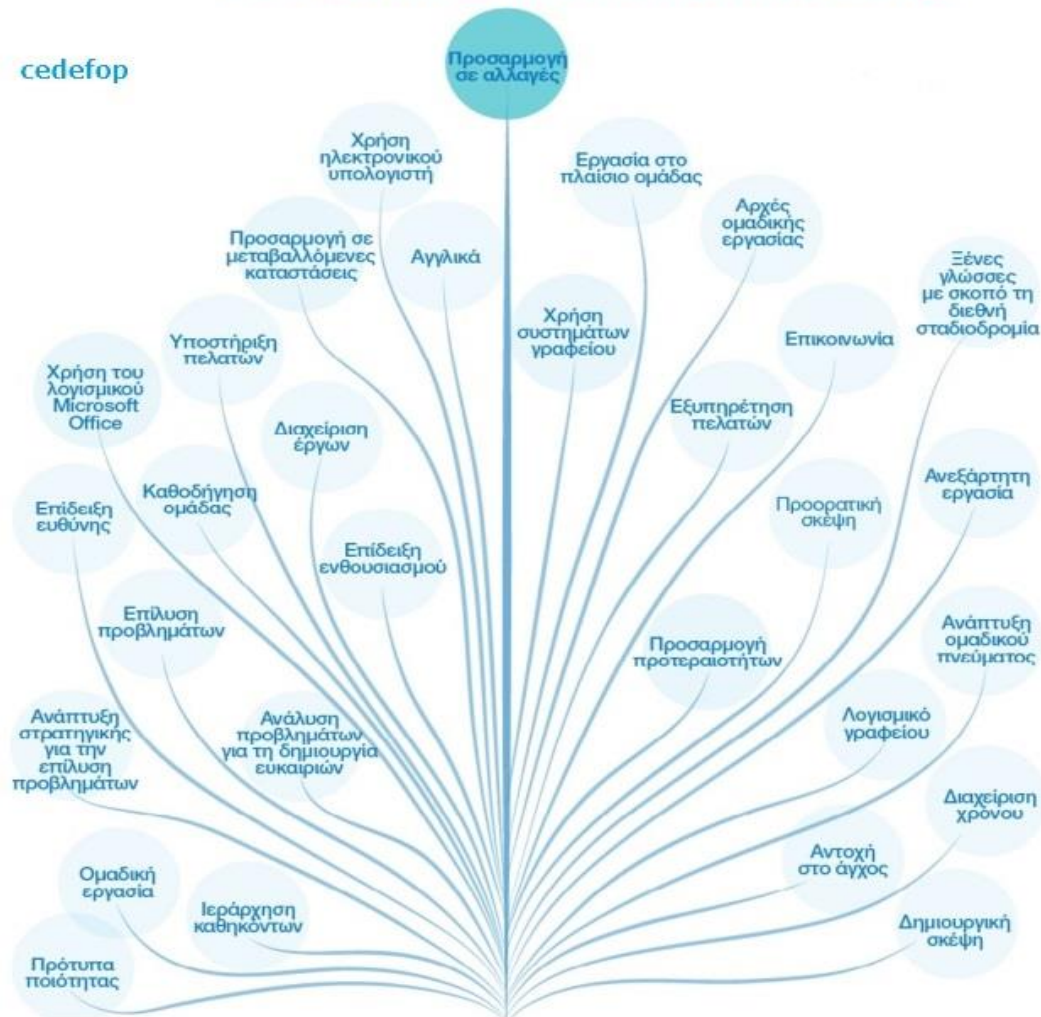 cedefop
Προσαρμογή
σε αλλαγές
Χρήση
ηλεκτρονικού
υπολογιστή
Εργασία στο
πλαίσιο ομάδας
Αρχές
ομαδικής
εργασίας
Προσαρμογή σε
μεταβαλλόμενες
καταστάσεις
Αγγλικά
Ξένες
γλώσσες
με σκοπό τη
διεθνή
σταδιοδρομία
Χρήση
συστημάτων
γραφείου
Επικοινωνία
Υποστήριξη
πελατών
Χρήση του
λογισμικού
Microsoft
Office
Εξυπηρέτηση
πελατών
Διαχείριση
έργων
Καθοδήγηση
ομάδας
Επίδειξη
ευθύνης
Προορατική
σκέψη
Ανεξάρτητη
εργασία
Επίδειξη
ενθουσιασμού
Επίλυση
προβλημάτων
Προσαρμογή
προτεραιοτήτων
Ανάπτυξη
ομαδικού
πνεύματος
Ανάπτυξη
στρατηγικής
για την
επίλυση
προβλημάτων
Ανάλυση
προβλημάτων
για τη δημιουργία
ευκαιριών
Λογισμικό
γραφείου
Διαχείριση
χρόνου
Αντοχή
στο άγχος
Ομαδική
εργασία
Ιεράρχηση
καθηκόντων
Δημιουργική
σκέψη
Πρότυπα
ποιότητας